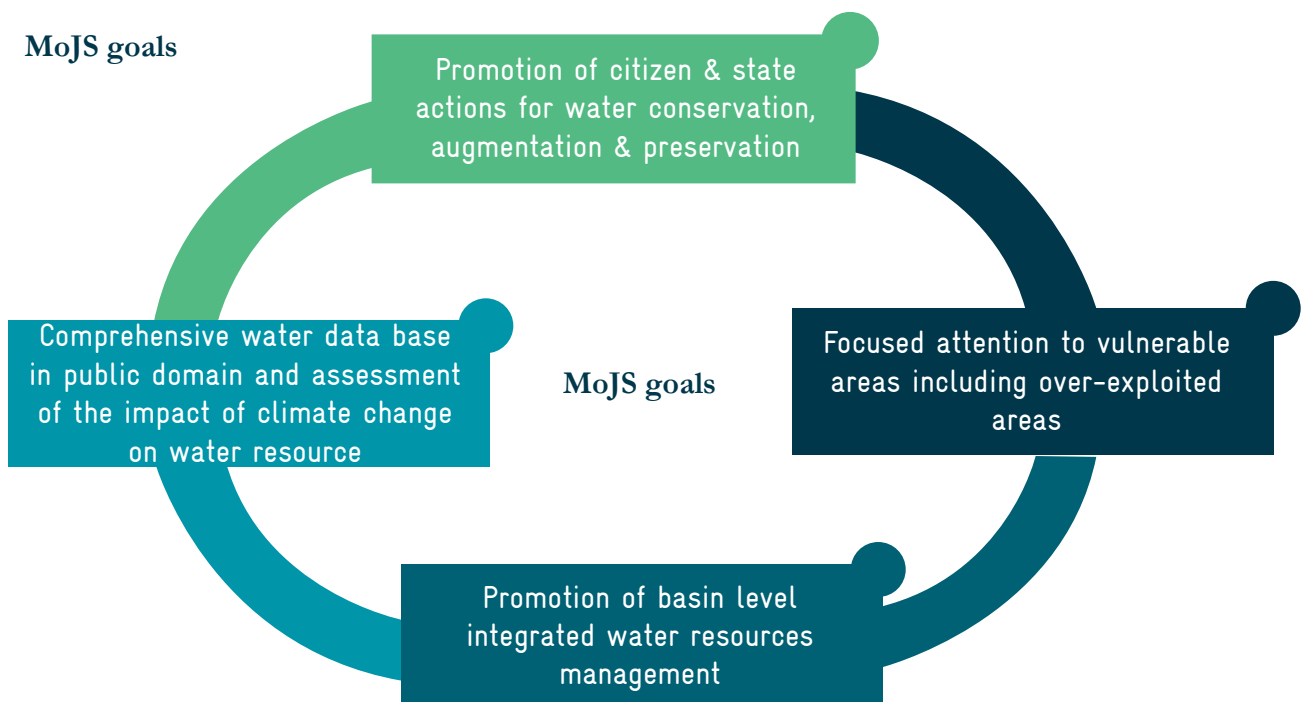 MoJS goals
Promotion of citizen & state
actions for water conservation,
augmentation & preservation
Comprehensive water data base
in public domain and assessment
of the impact of climate change
on water resource
MoJS goals
Focused attention to vulnerable
areas including over-exploited
areas
Promotion of basin level
integrated water resources
management